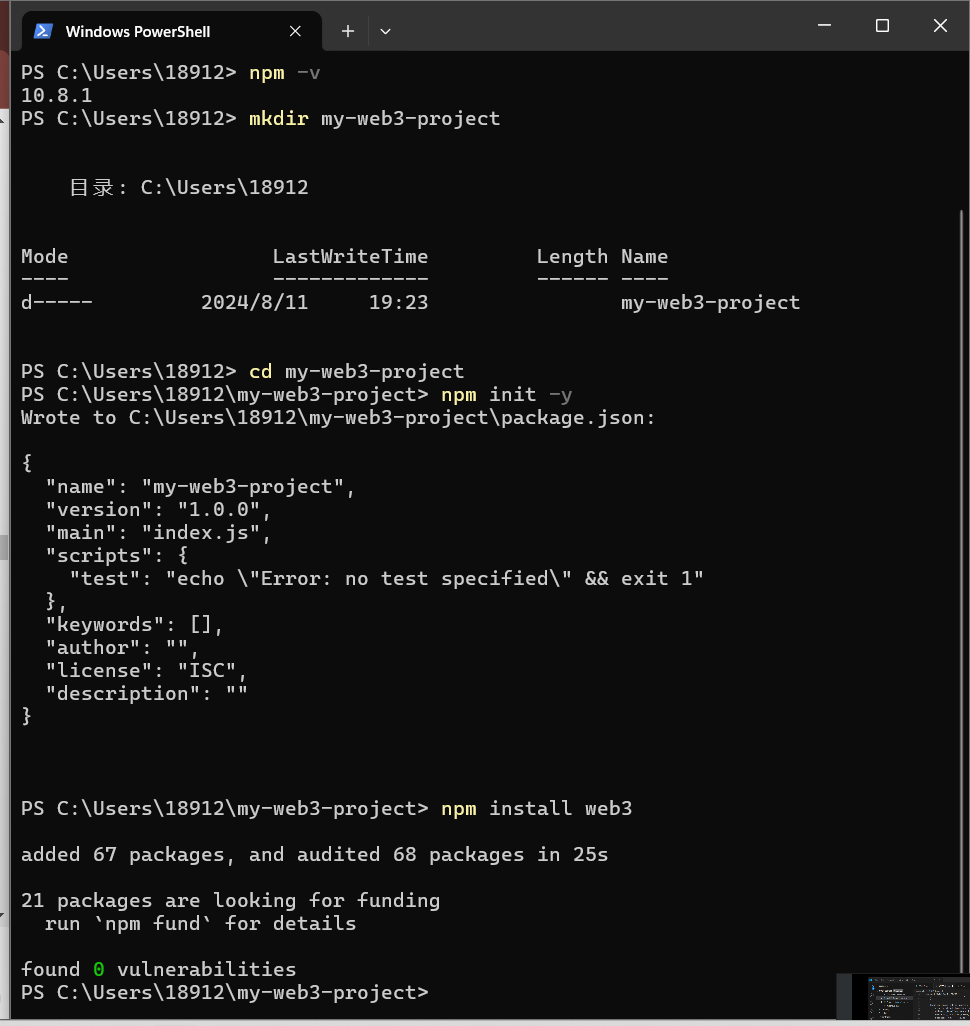 Windows PowerShell
PS C:\Users\18912> npm -v
10.8.1
PS C:\Users\18912> mkdir my-web3-project
目录: C:\Users\18912
Mode                 LastWriteTime         Length Name
----                 -------------         ------ ----
d-----         2024/8/11     19:23                my-web3-project
PS C:\Users\18912> cd my-web3-project
PS C:\Users\18912\my-web3-project> npm init -y
Wrote to C:\Users\18912\my-web3-project\package.json:
{
  "name": "my-web3-project",
  "version": "1.0.0",
  "main": "index.js",
  "scripts": {
    "test": "echo \"Error: no test specified\" && exit 1"
  },
  "keywords": [],
  "author": "",
  "license": "ISC",
  "description": ""
}
PS C:\Users\18912\my-web3-project> npm install web3
added 67 packages, and audited 68 packages in 25s
21 packages are looking for funding
  run `npm fund` for details
found 0 vulnerabilities
PS C:\Users\18912\my-web3-project>